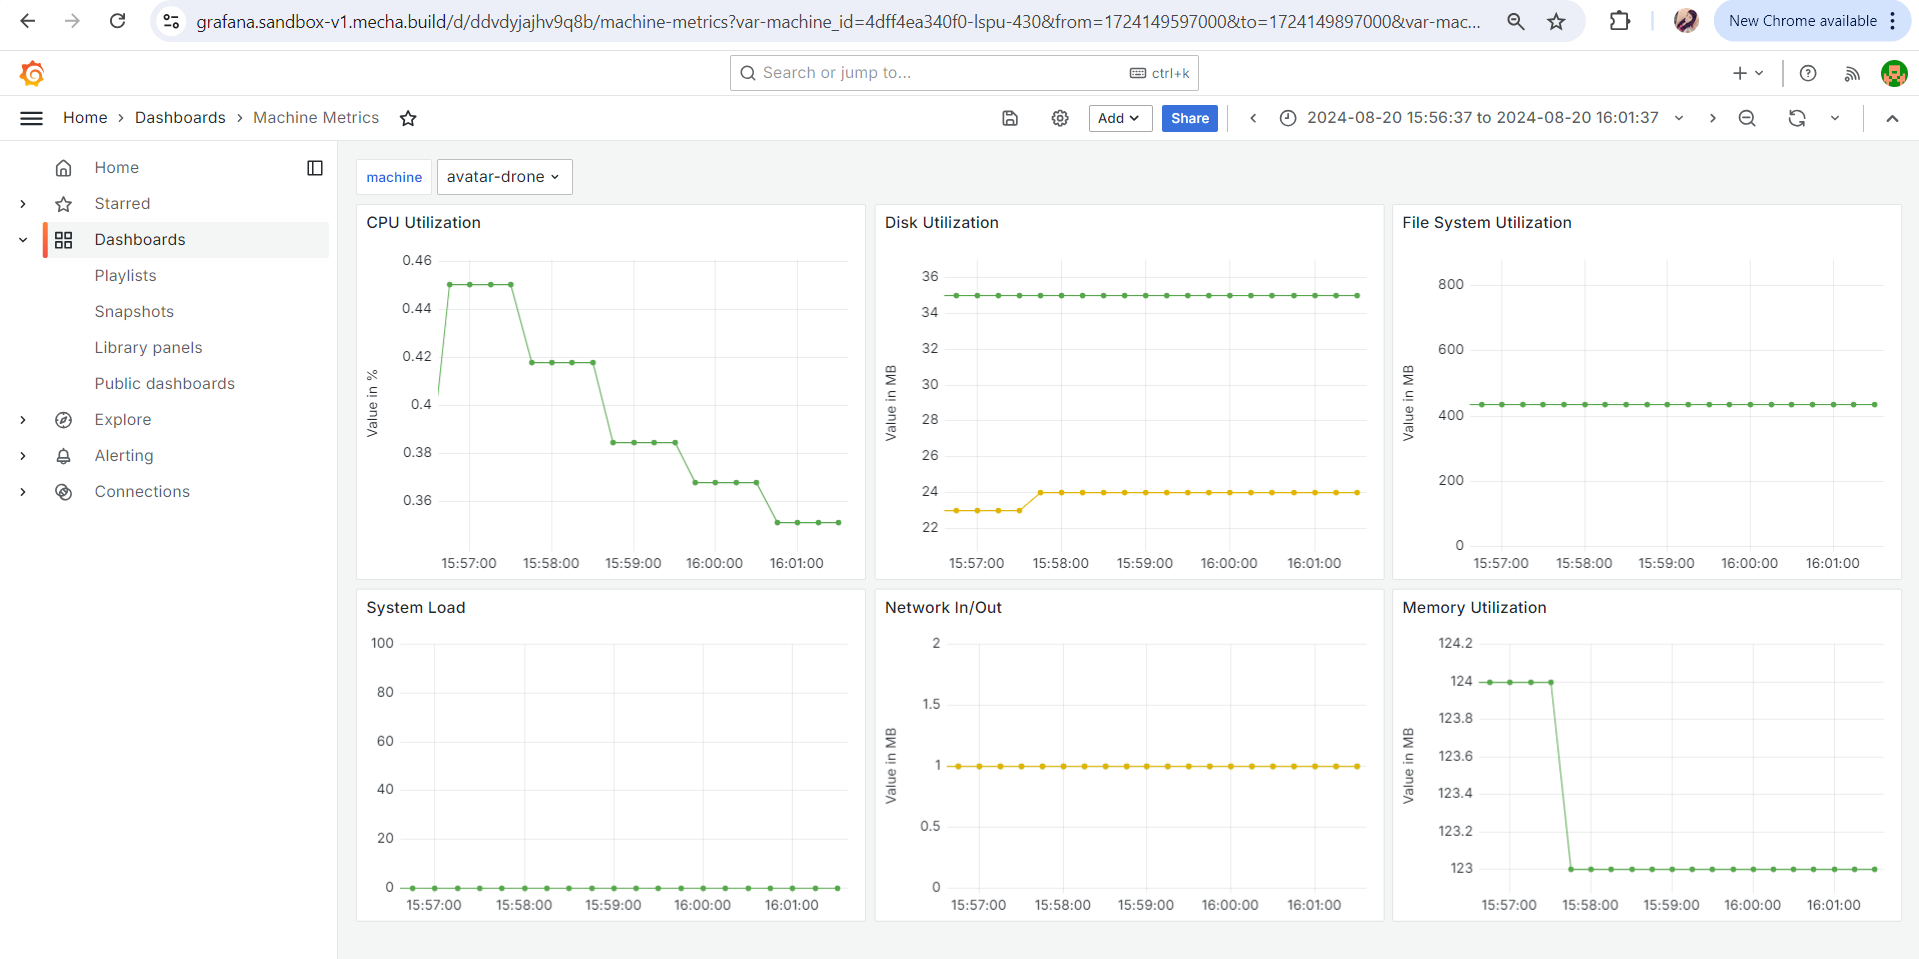 grafana.sandbox-v1.mecha.build/d/ddvdyjajhv9q8b/machine-metrics?var-machine_id=4dff4ea340f0-lspu-430&from=1724149597000&to=1724149897000&var-mac...
New Chrome available
Search or jump to...
ctrl+k
Home
Dashboards
Machine Metrics
Add
Share
2024-08-20 15:56:37 to 2024-08-20 16:01:37
Home
Starred
Dashboards
Playlists
Snapshots
Library panels
Public dashboards
Explore
Alerting
Connections
machine
avatar-drone
CPU Utilization
Value in %
0.46
0.44
0.42
0.4
0.38
0.36
15:57:00 15:58:00 15:59:00 16:00:00 16:01:00
Disk Utilization
Value in MB
36
34
32
30
28
26
24
22
15:57:00 15:58:00 15:59:00 16:00:00 16:01:00
File System Utilization
Value in MB
800
600
400
200
0
15:57:00 15:58:00 15:59:00 16:00:00 16:01:00
System Load
100
80
60
40
20
0
15:57:00 15:58:00 15:59:00 16:00:00 16:01:00
Network In/Out
Value in MB
2
1.5
1
0.5
0
15:57:00 15:58:00 15:59:00 16:00:00 16:01:00
Memory Utilization
Value in MB
124.2
124
123.8
123.6
123.4
123.2
123
15:57:00 15:58:00 15:59:00 16:00:00 16:01:00